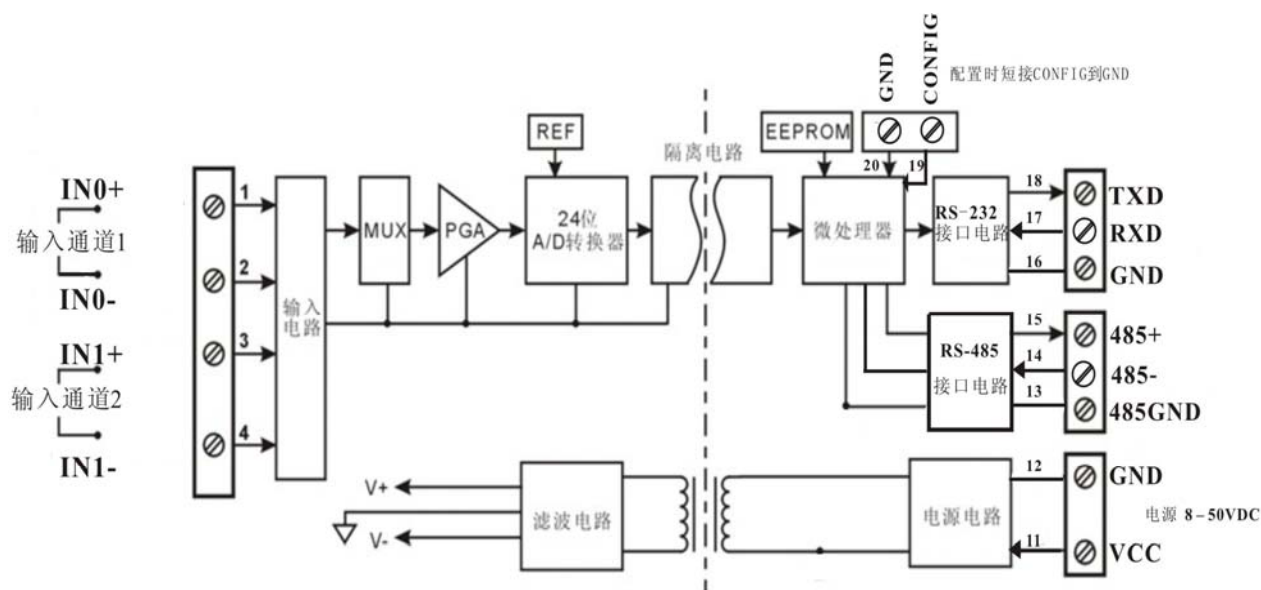 GND
CONFIG
配置时短接CONFIG到GND
REF
EEPROM
隔离电路
20
19
IN0+
输入通道1
IN0-
IN1+
输入通道2
IN1-
1
2
3
4
输入
电路
MUX
PGA
24位
A/D转换器
微处理器
RS-232
接口电路
18
17
16
TXD
RXD
GND
RS-485
接口电路
15
14
13
485+
485-
485GND
V+
V-
滤波电路
电源电路
12
11
GND
电源 8-50VDC
VCC